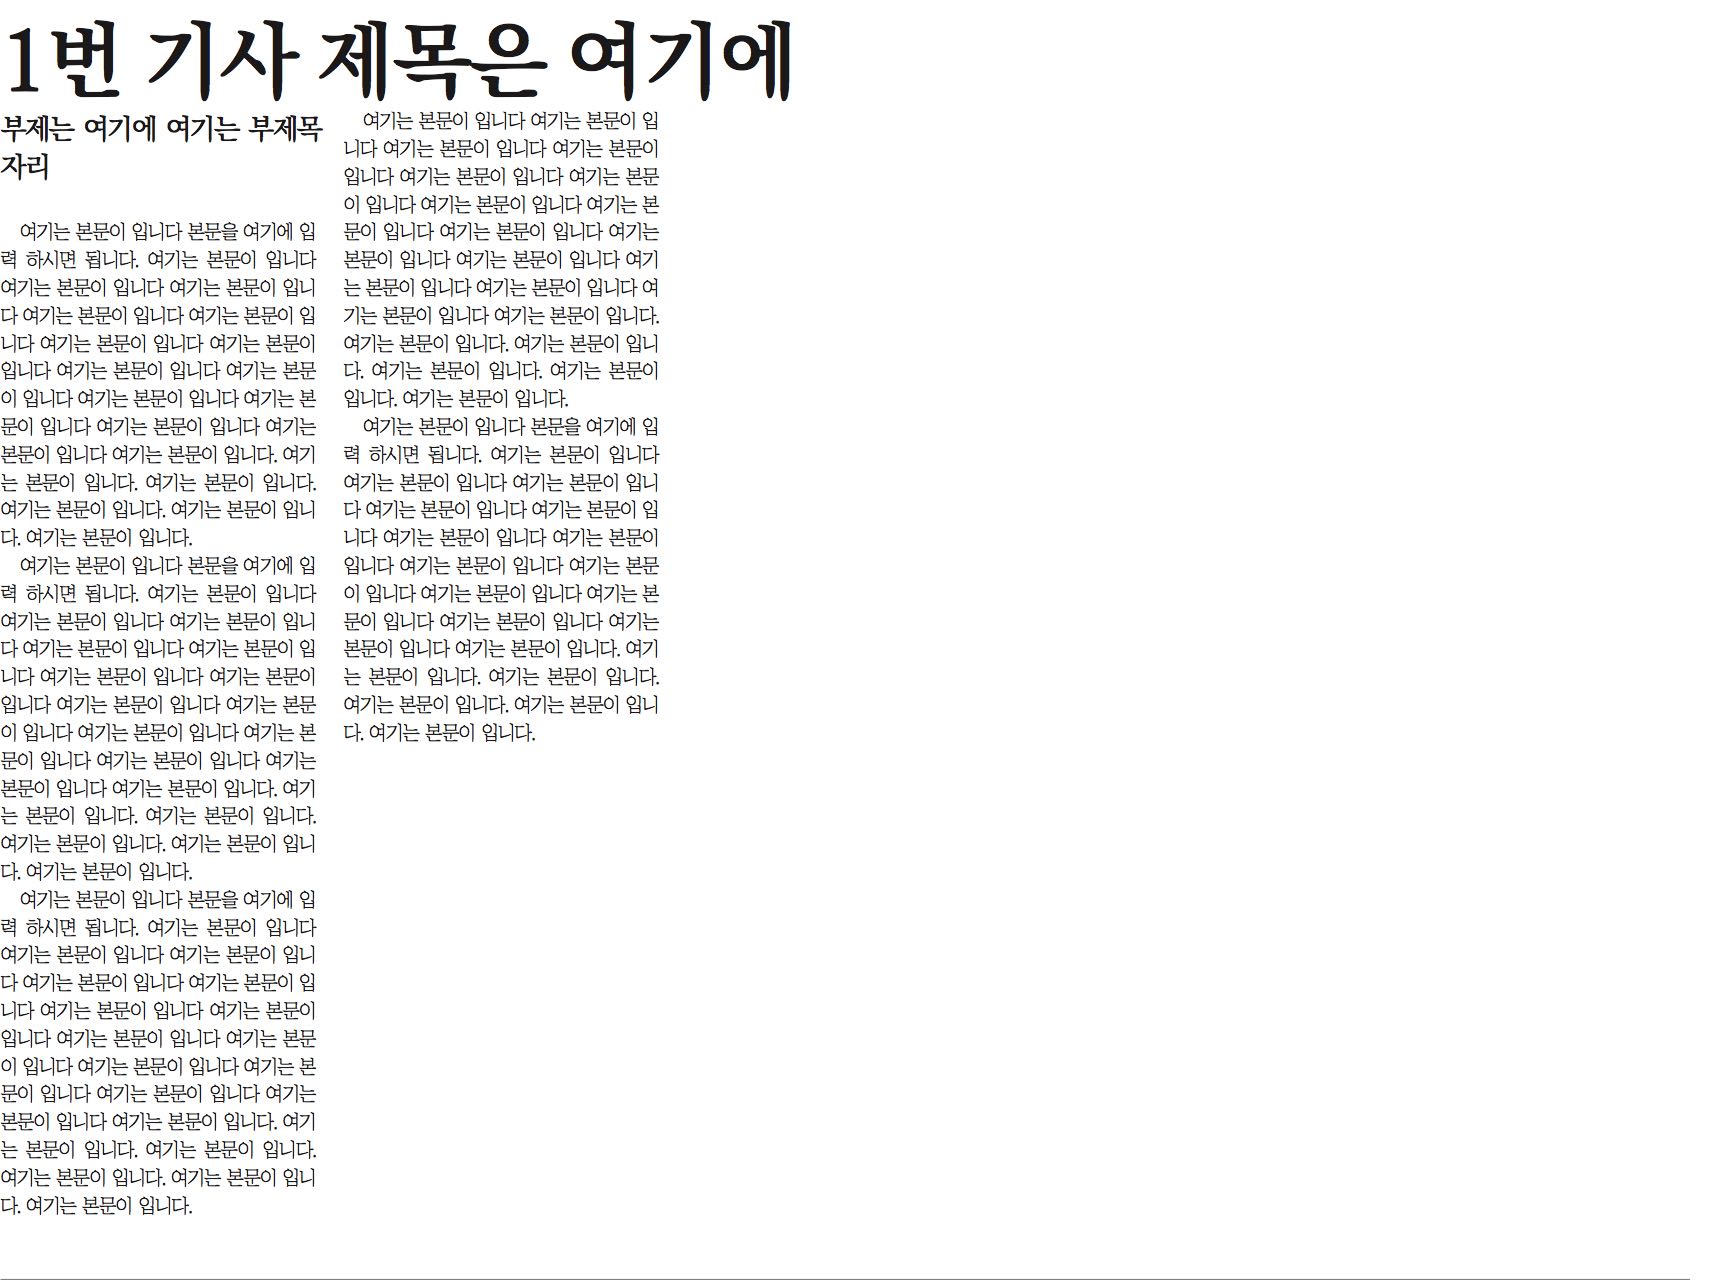 1번 기사 제목은 여기에
부제는 여기에 여기는 부제목
자리
여기는 본문이 입니다 본문을 여기에 입
력 하시면 됩니다. 여기는 본문이 입니다
여기는 본문이 입니다 여기는 본문이 입니
다 여기는 본문이 입니다 여기는 본문이 입
니다 여기는 본문이 입니다 여기는 본문이
입니다 여기는 본문이 입니다 여기는 본문
이 입니다 여기는 본문이 입니다 여기는 본
문이 입니다 여기는 본문이 입니다 여기는
본문이 입니다 여기는 본문이 입니다. 여기
는 본문이 입니다. 여기는 본문이 입니다.
여기는 본문이 입니다. 여기는 본문이 입니
다. 여기는 본문이 입니다.
여기는 본문이 입니다 본문을 여기에 입
력 하시면 됩니다. 여기는 본문이 입니다
여기는 본문이 입니다 여기는 본문이 입니
다 여기는 본문이 입니다 여기는 본문이 입
니다 여기는 본문이 입니다 여기는 본문이
입니다 여기는 본문이 입니다 여기는 본문
이 입니다 여기는 본문이 입니다 여기는 본
문이 입니다 여기는 본문이 입니다 여기는
본문이 입니다 여기는 본문이 입니다. 여기
는 본문이 입니다. 여기는 본문이 입니다.
여기는 본문이 입니다. 여기는 본문이 입니
다. 여기는 본문이 입니다.
여기는 본문이 입니다 본문을 여기에 입
력 하시면 됩니다. 여기는 본문이 입니다
여기는 본문이 입니다 여기는 본문이 입니
다 여기는 본문이 입니다 여기는 본문이 입
니다 여기는 본문이 입니다 여기는 본문이
입니다 여기는 본문이 입니다 여기는 본문
이 입니다 여기는 본문이 입니다 여기는 본
문이 입니다 여기는 본문이 입니다 여기는
본문이 입니다 여기는 본문이 입니다. 여기
는 본문이 입니다. 여기는 본문이 입니다.
여기는 본문이 입니다. 여기는 본문이 입니
다. 여기는 본문이 입니다.
여기는 본문이 입니다 여기는 본문이 입
니다 여기는 본문이 입니다 여기는 본문이
입니다 여기는 본문이 입니다 여기는 본문
이 입니다 여기는 본문이 입니다 여기는 본
문이 입니다 여기는 본문이 입니다 여기는
본문이 입니다 여기는 본문이 입니다 여기
는 본문이 입니다 여기는 본문이 입니다 여
기는 본문이 입니다 여기는 본문이 입니다.
여기는 본문이 입니다. 여기는 본문이 입니
다. 여기는 본문이 입니다. 여기는 본문이
입니다. 여기는 본문이 입니다.
여기는 본문이 입니다 본문을 여기에 입
력 하시면 됩니다. 여기는 본문이 입니다
여기는 본문이 입니다 여기는 본문이 입니
다 여기는 본문이 입니다 여기는 본문이 입
니다 여기는 본문이 입니다 여기는 본문이
입니다 여기는 본문이 입니다 여기는 본문
이 입니다 여기는 본문이 입니다 여기는 본
문이 입니다 여기는 본문이 입니다 여기는
본문이 입니다 여기는 본문이 입니다. 여기
는 본문이 입니다. 여기는 본문이 입니다.
여기는 본문이 입니다. 여기는 본문이 입니
다. 여기는 본문이 입니다.